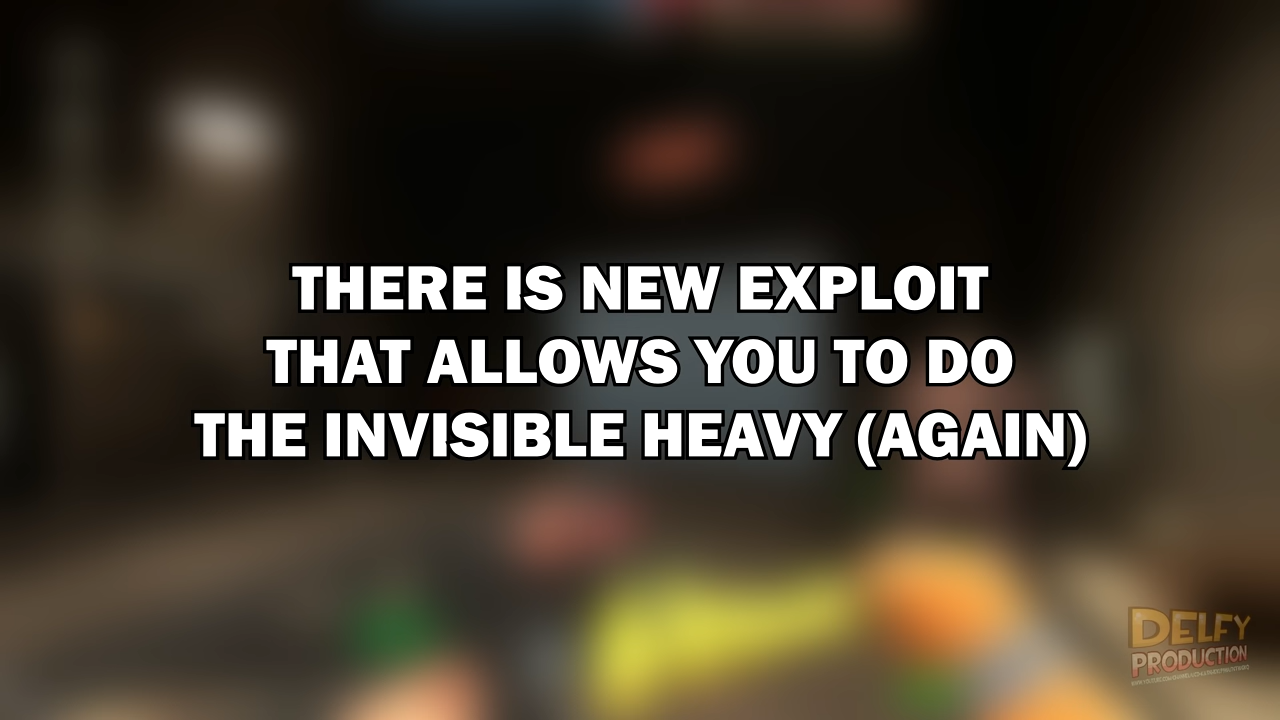 THERE IS NEW EXPLOIT
THAT ALLOWS YOU TO DO
THE INVISIBLE HEAVY (AGAIN)
DELFY
PRODUCTION